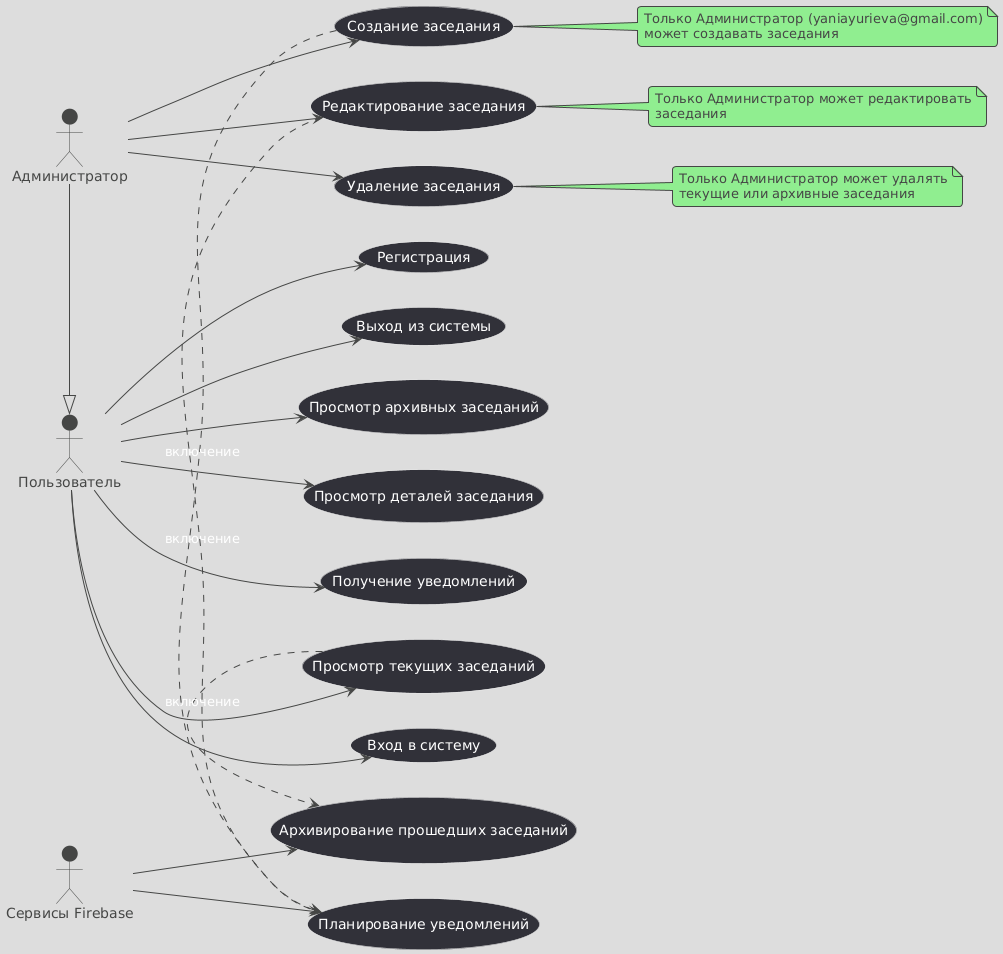 Создание заседания
Только Администратор (yaniayurieva@gmail.com)
может создавать заседания
Редактирование заседания
Только Администратор может редактировать
заседания
Администратор
Удаление заседания
Только Администратор может удалять
текущие или архивные заседания
Регистрация
Выход из системы
Просмотр архивных заседаний
включение
Пользователь
Просмотр деталей заседания
включение
Получение уведомлений
Просмотр текущих заседаний
включение
Вход в систему
Архивирование прошедших заседаний
Сервисы Firebase
Планирование уведомлений